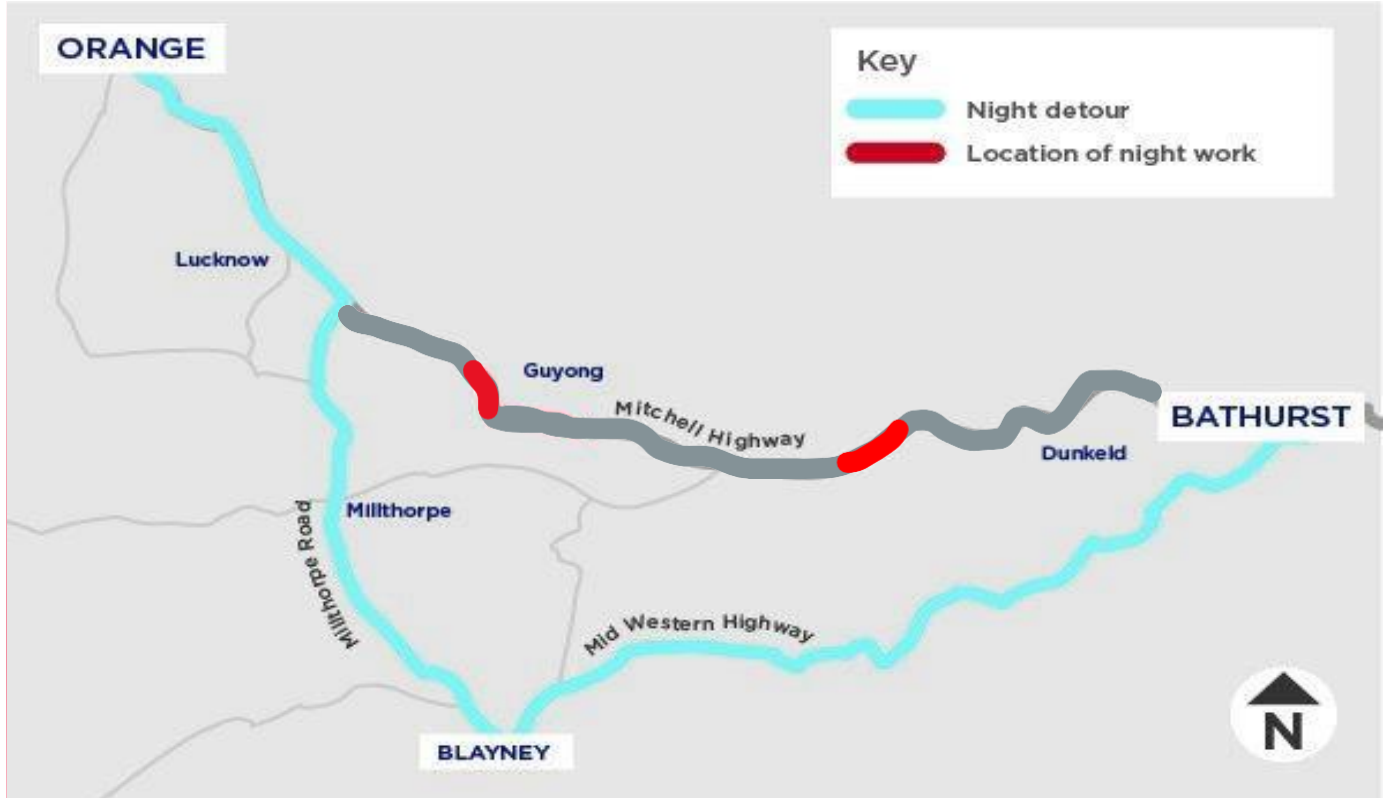 ORANGE
Key
Night detour
Location of night work
Lucknow
Guyong
Mitchell Highway
BATHURST
Dunkeld
Millthorpe
Millthorpe Road
Mid Western Highway
BLAYNEY
N